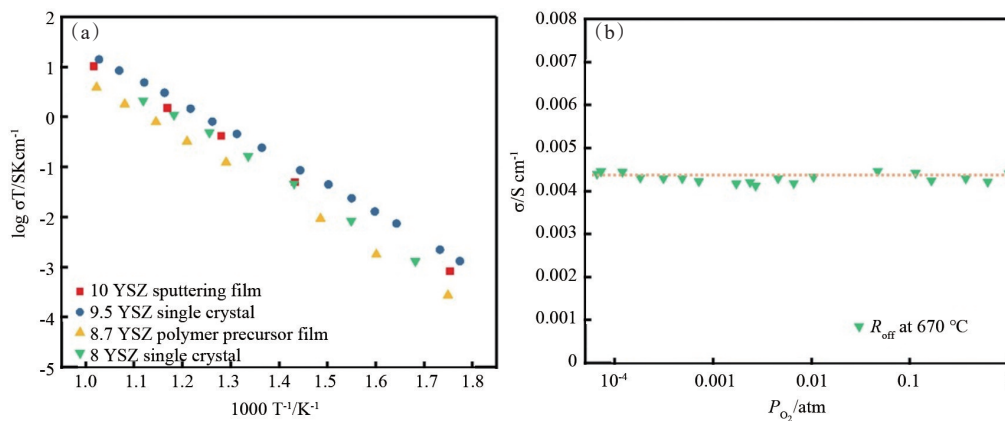 (a)
2
1
0
-1
-2
-3
-4
-5
log σT/SKcm⁻¹
10 YSZ sputtering film
9.5 YSZ single crystal
8.7 YSZ polymer precursor film
8 YSZ single crystal
1.0 1.1 1.2 1.3 1.4 1.5 1.6 1.7 1.8
1000 T⁻¹/K⁻¹
(b)
0.008
0.007
0.006
0.005
0.004
0.003
0.002
0.001
0
σ/S cm⁻¹
R_off at 670 ℃
10⁻⁴ 0.001 0.01 0.1
P_O₂/atm